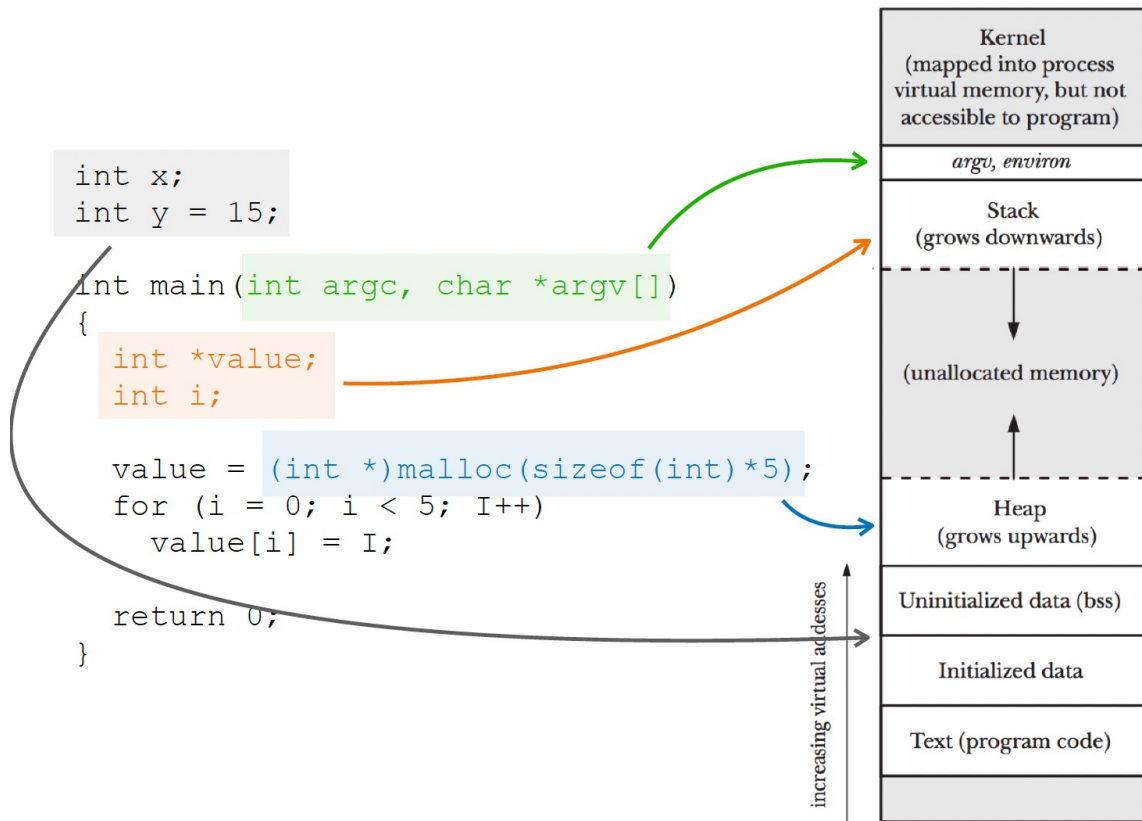 int x;
int y = 15;
int main(int argc, char *argv[])
{
int *value;
int i;
value = (int *)malloc(sizeof(int)*5);
for (i = 0; i < 5; I++)
value[i] = I;
return 0;
}
Kernel
(mapped into process
virtual memory, but not
accessible to program)
argv, environ
Stack
(grows downwards)
(unallocated memory)
Heap
(grows upwards)
Uninitialized data (bss)
Initialized data
Text (program code)
increasing virtual addesses